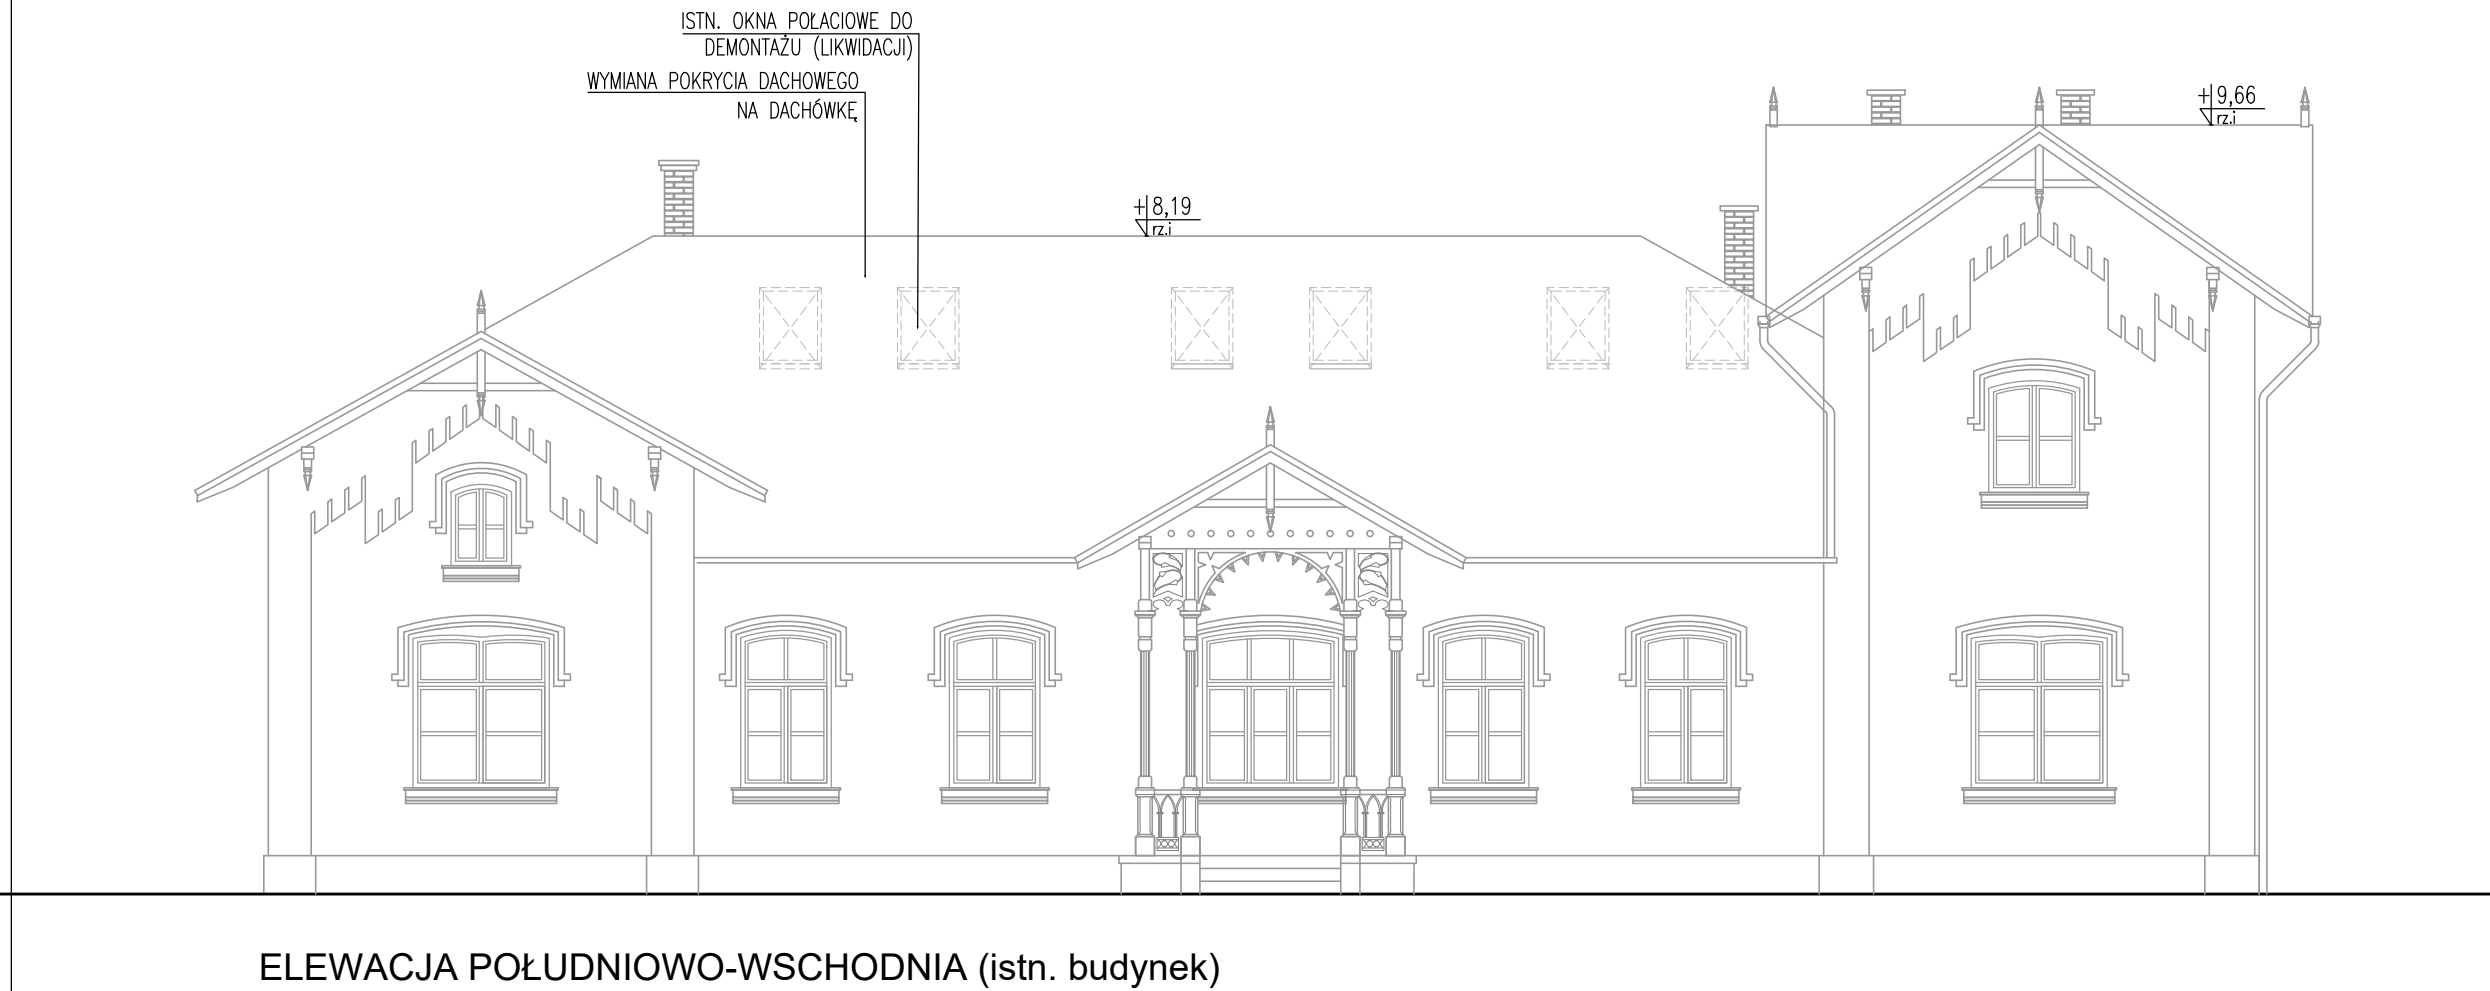 ISTN. OKNA POŁACIOWE DO
DEMONTAŻU (LIKWIDACJI)
WYMIANA POKRYCIA DACHOWEGO
NA DACHÓWKĘ
+9,66
rz.i
+8,19
rz.i
ELEWACJA POŁUDNIOWO-WSCHODNIA (istn. budynek)